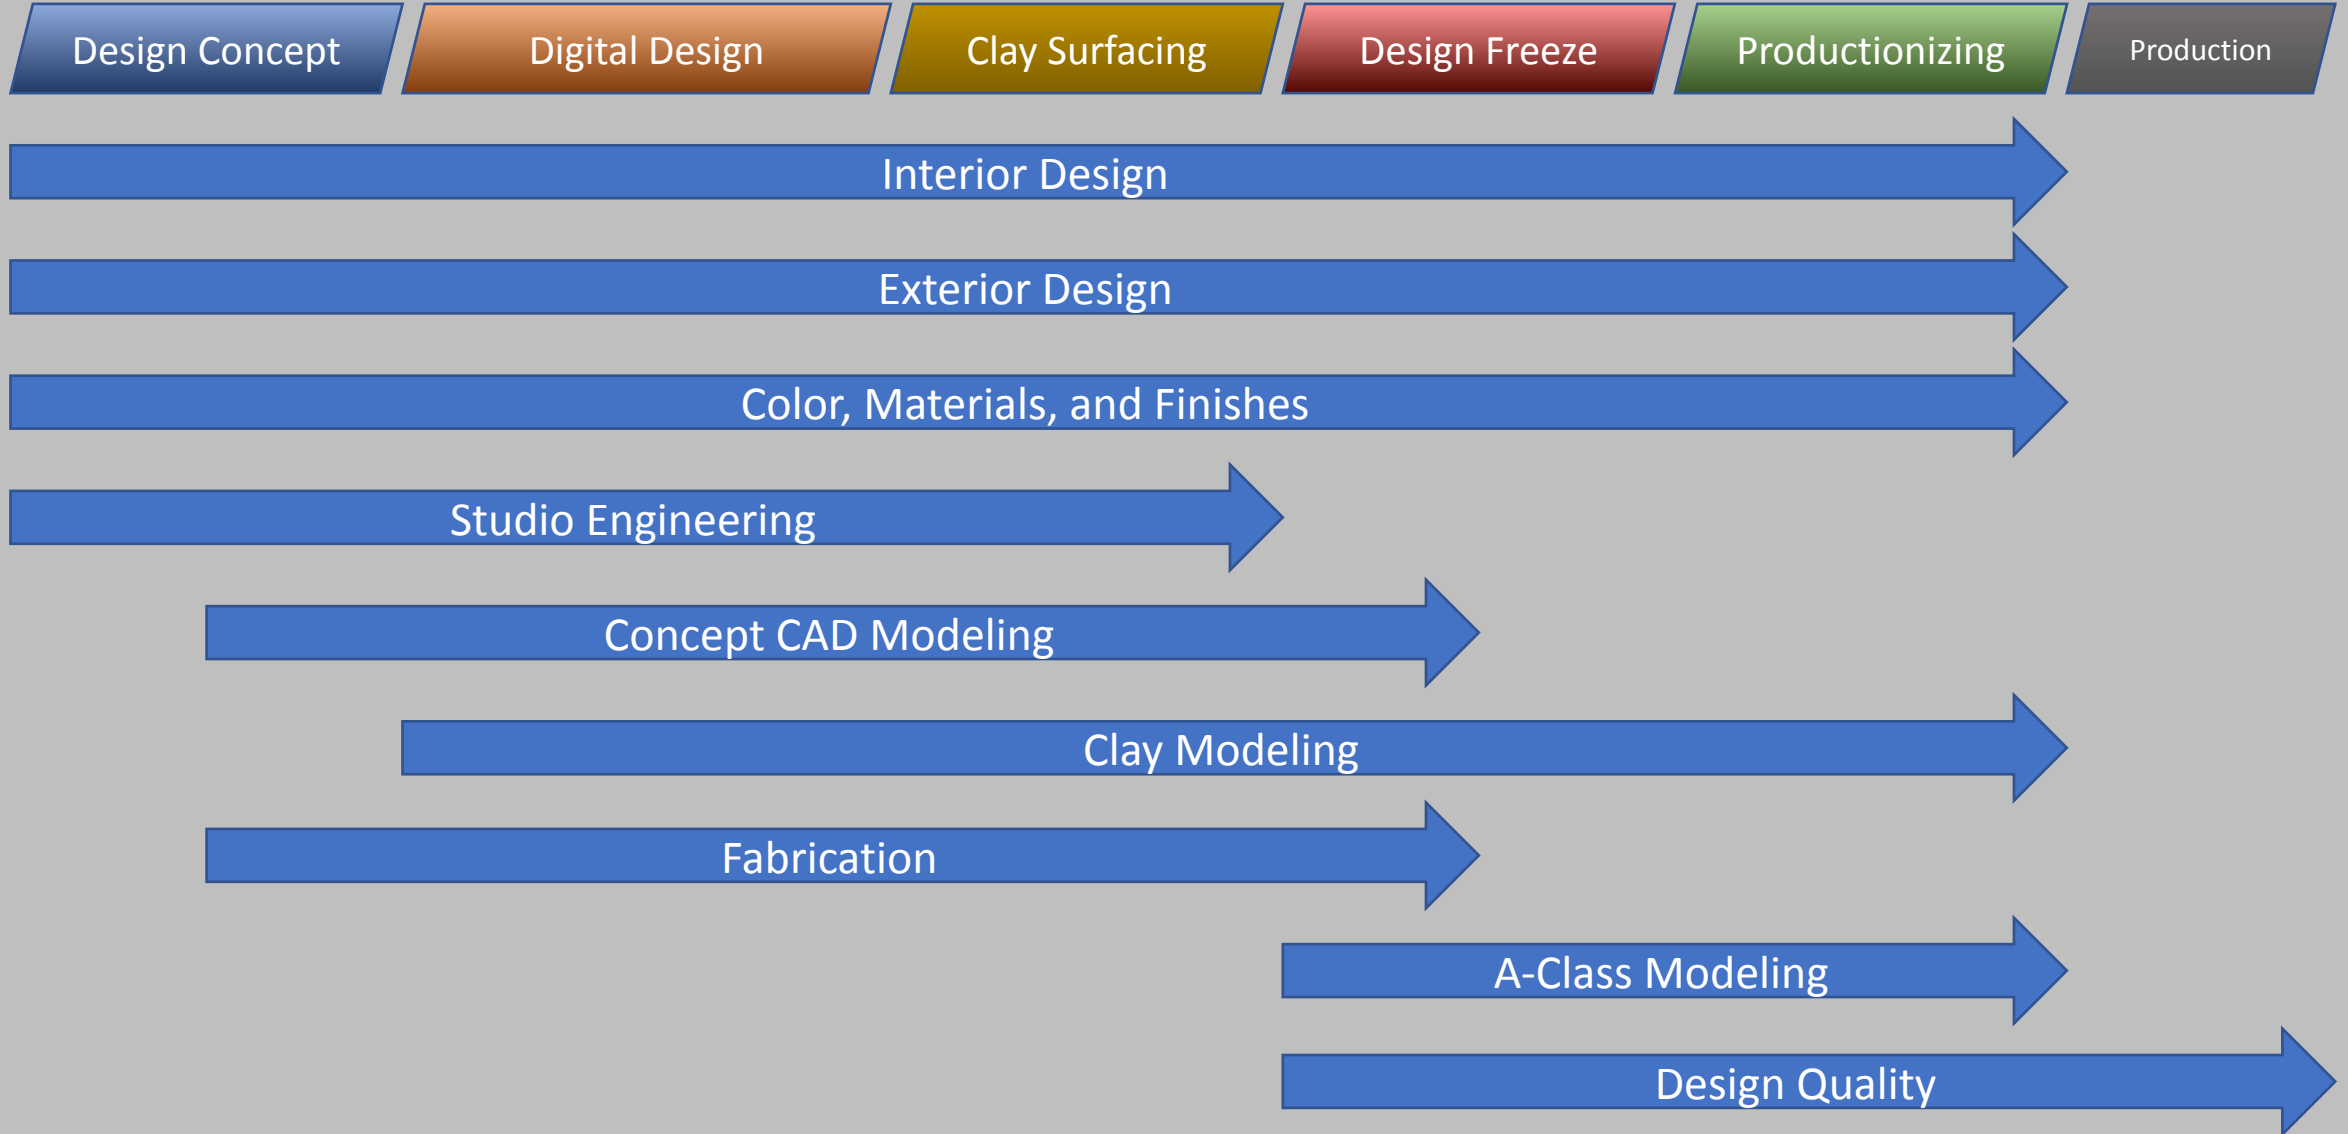 Design Concept
Digital Design
Clay Surfacing
Design Freeze
Productionizing
Production
Interior Design
Exterior Design
Color, Materials, and Finishes
Studio Engineering
Concept CAD Modeling
Clay Modeling
Fabrication
A-Class Modeling
Design Quality